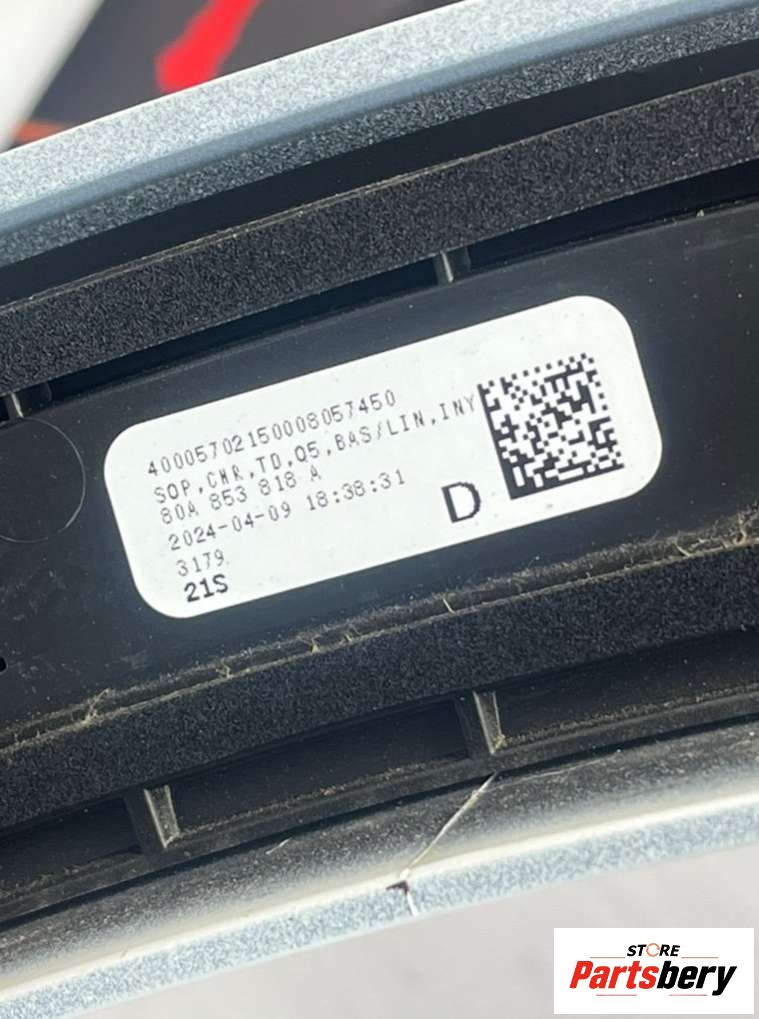 40005702150008057450
SOP,CWR,TD,Q5,BAS/LIN,INY
80A 853 818 A
2024-04-09 18:38:31
D
3179
21S
STORE
Partsbery